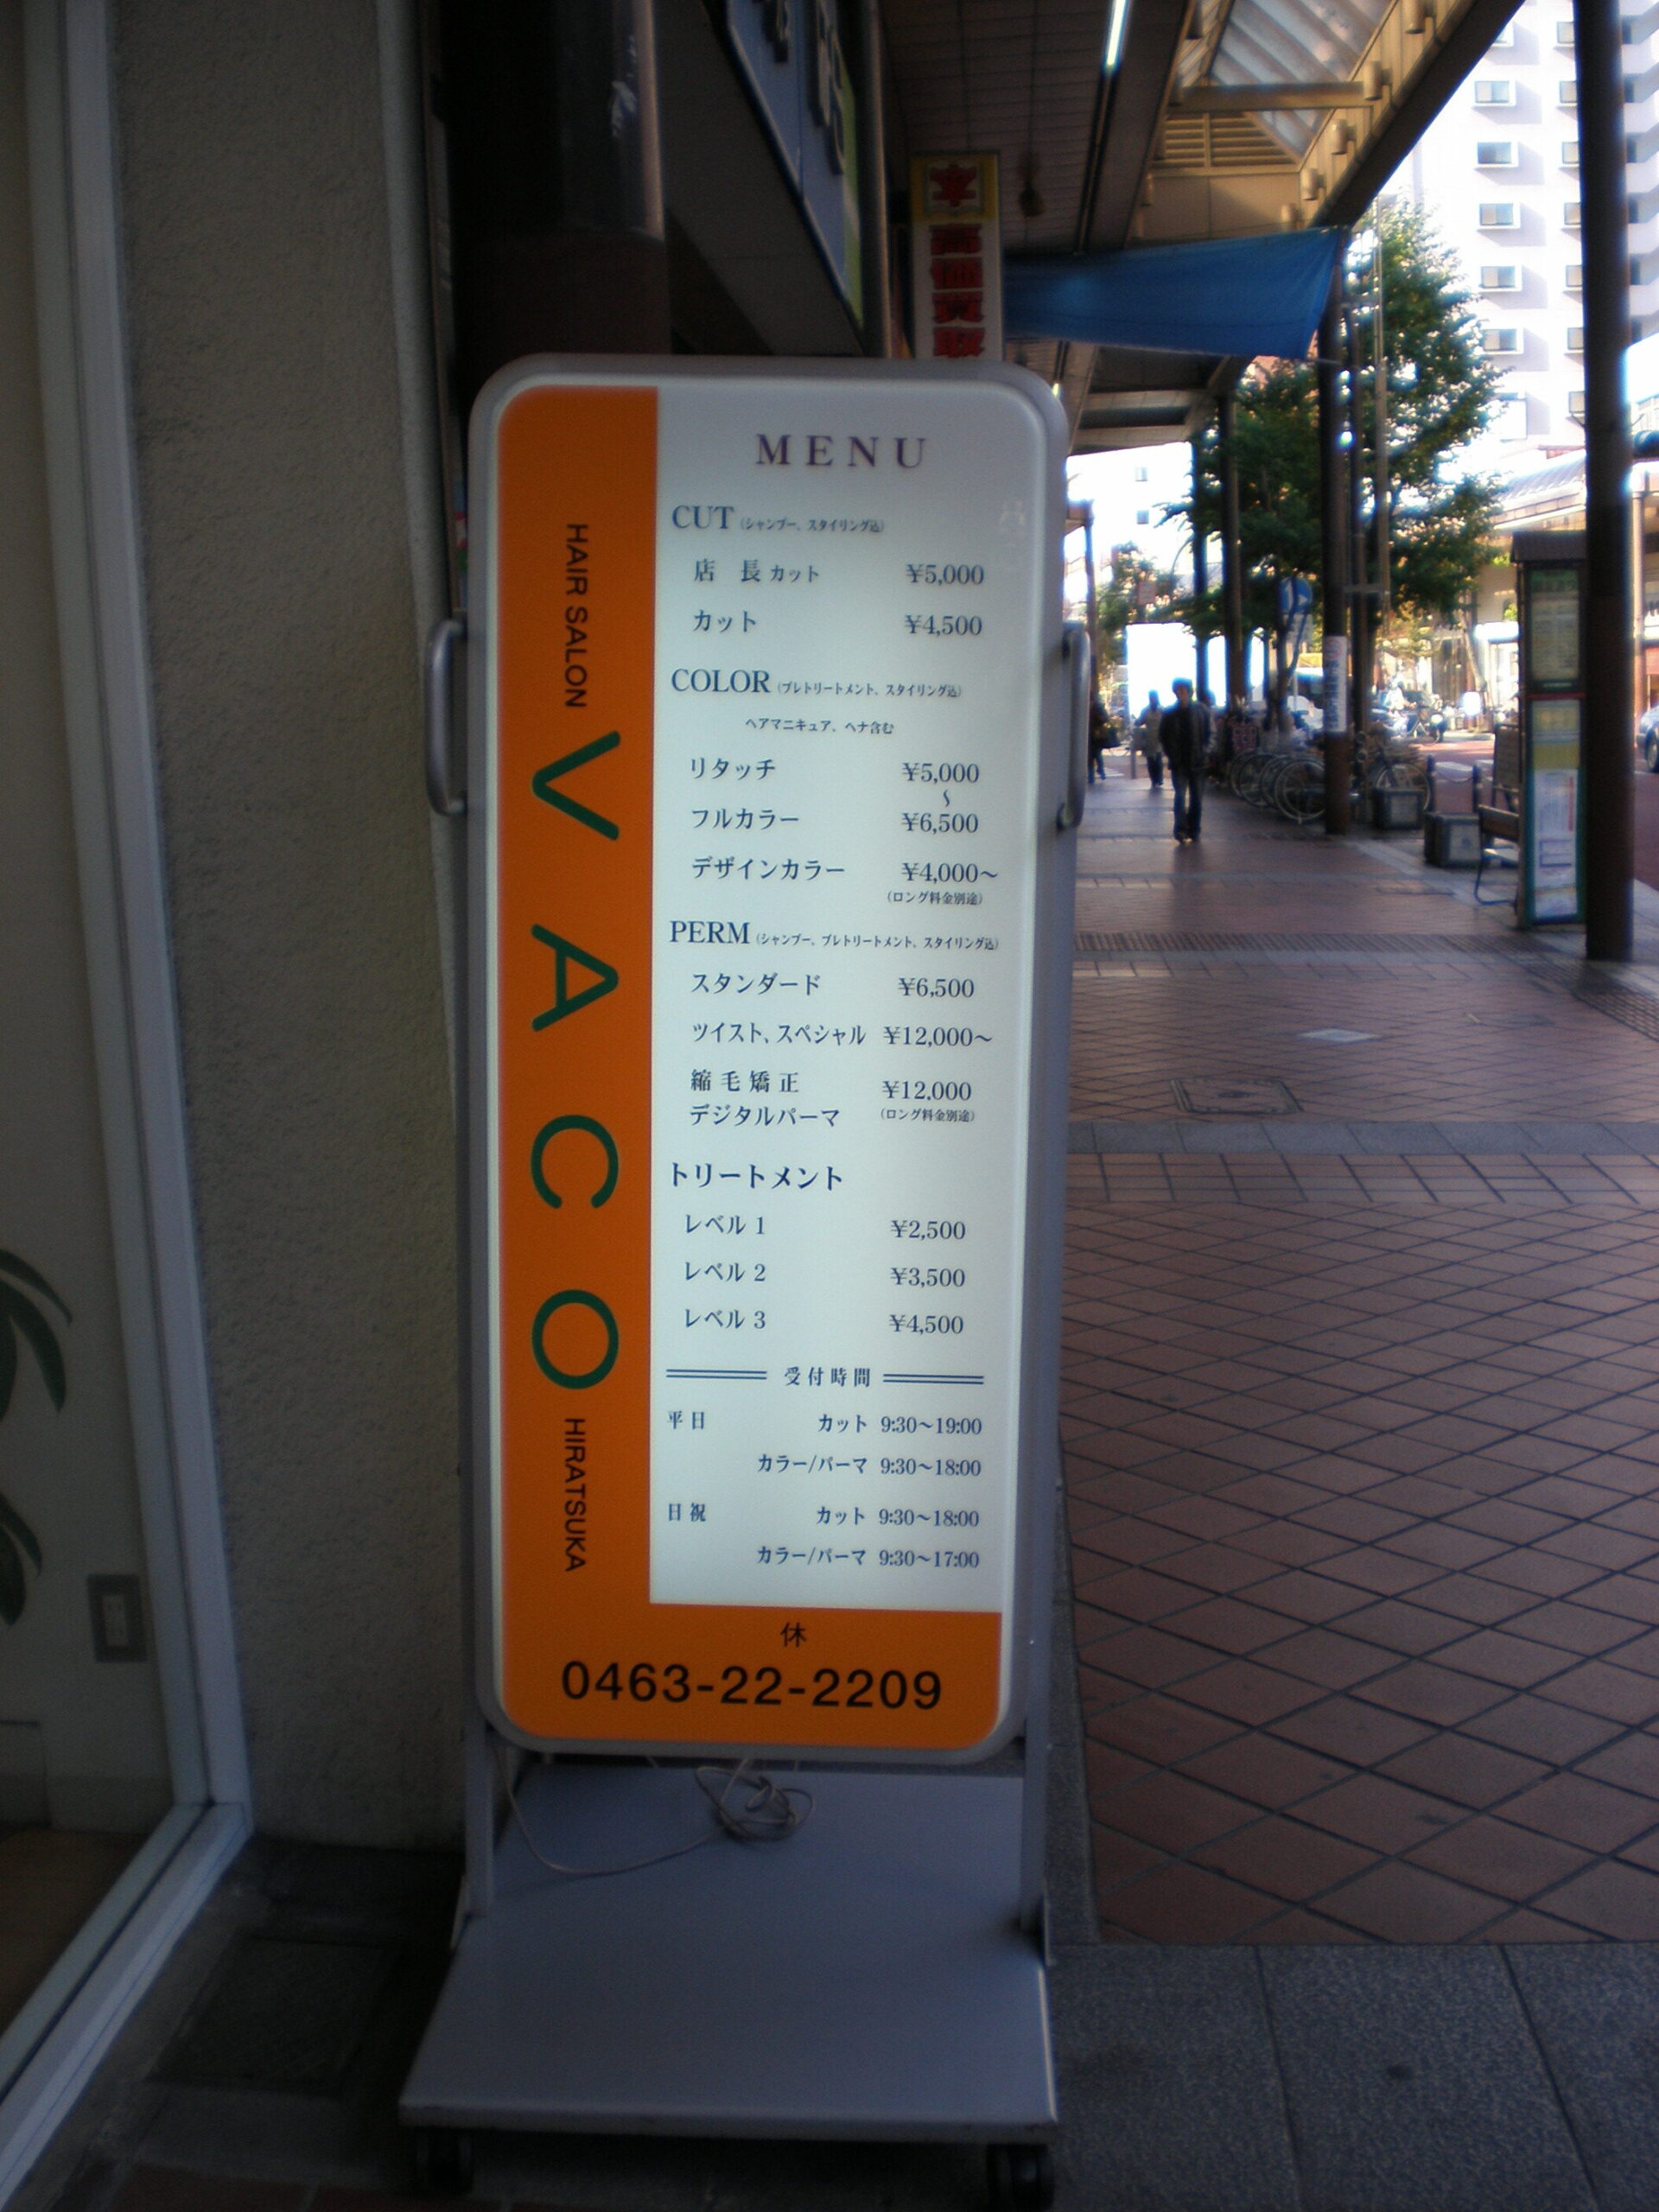 HAIR SALON VACO HIRATSUKA
MENU
CUT (シャンプー、スタイリング込)
店 長 カット ¥5,000
カット ¥4,500
COLOR (プレトリートメント、スタイリング込)
ヘアマニキュア、ヘナ含む
リタッチ ¥5,000
〜
フルカラー ¥6,500
デザインカラー ¥4,000〜
(ロング料金別途)
PERM (シャンプー、プレトリートメント、スタイリング込)
スタンダード ¥6,500
ツイスト、スペシャル ¥12,000〜
縮毛矯正 ¥12.000
デジタルパーマ (ロング料金別途)
トリートメント
レベル 1 ¥2,500
レベル 2 ¥3,500
レベル 3 ¥4,500
受付時間
平日 カット 9:30〜19:00
カラー/パーマ 9:30〜18:00
日祝 カット 9:30〜18:00
カラー/パーマ 9:30〜17:00
休
0463-22-2209
高価買取